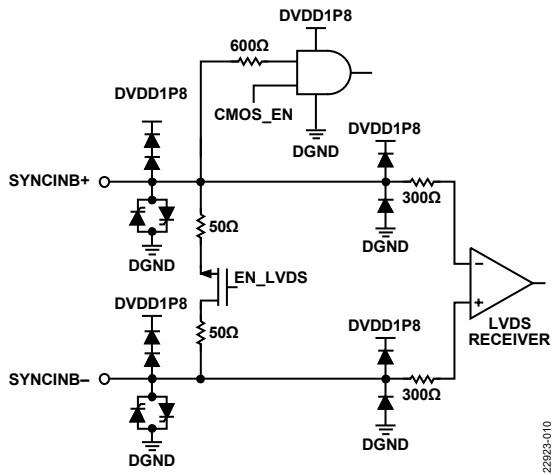 DVDD1P8
600Ω
DVDD1P8
CMOS_EN
DGND
DVDD1P8
SYNCINB+
300Ω
50Ω
DGND
DGND
EN_LVDS
DVDD1P8
–
+
50Ω
LVDS
RECEIVER
DVDD1P8
SYNCINB–
300Ω
DGND
DGND
22923-010